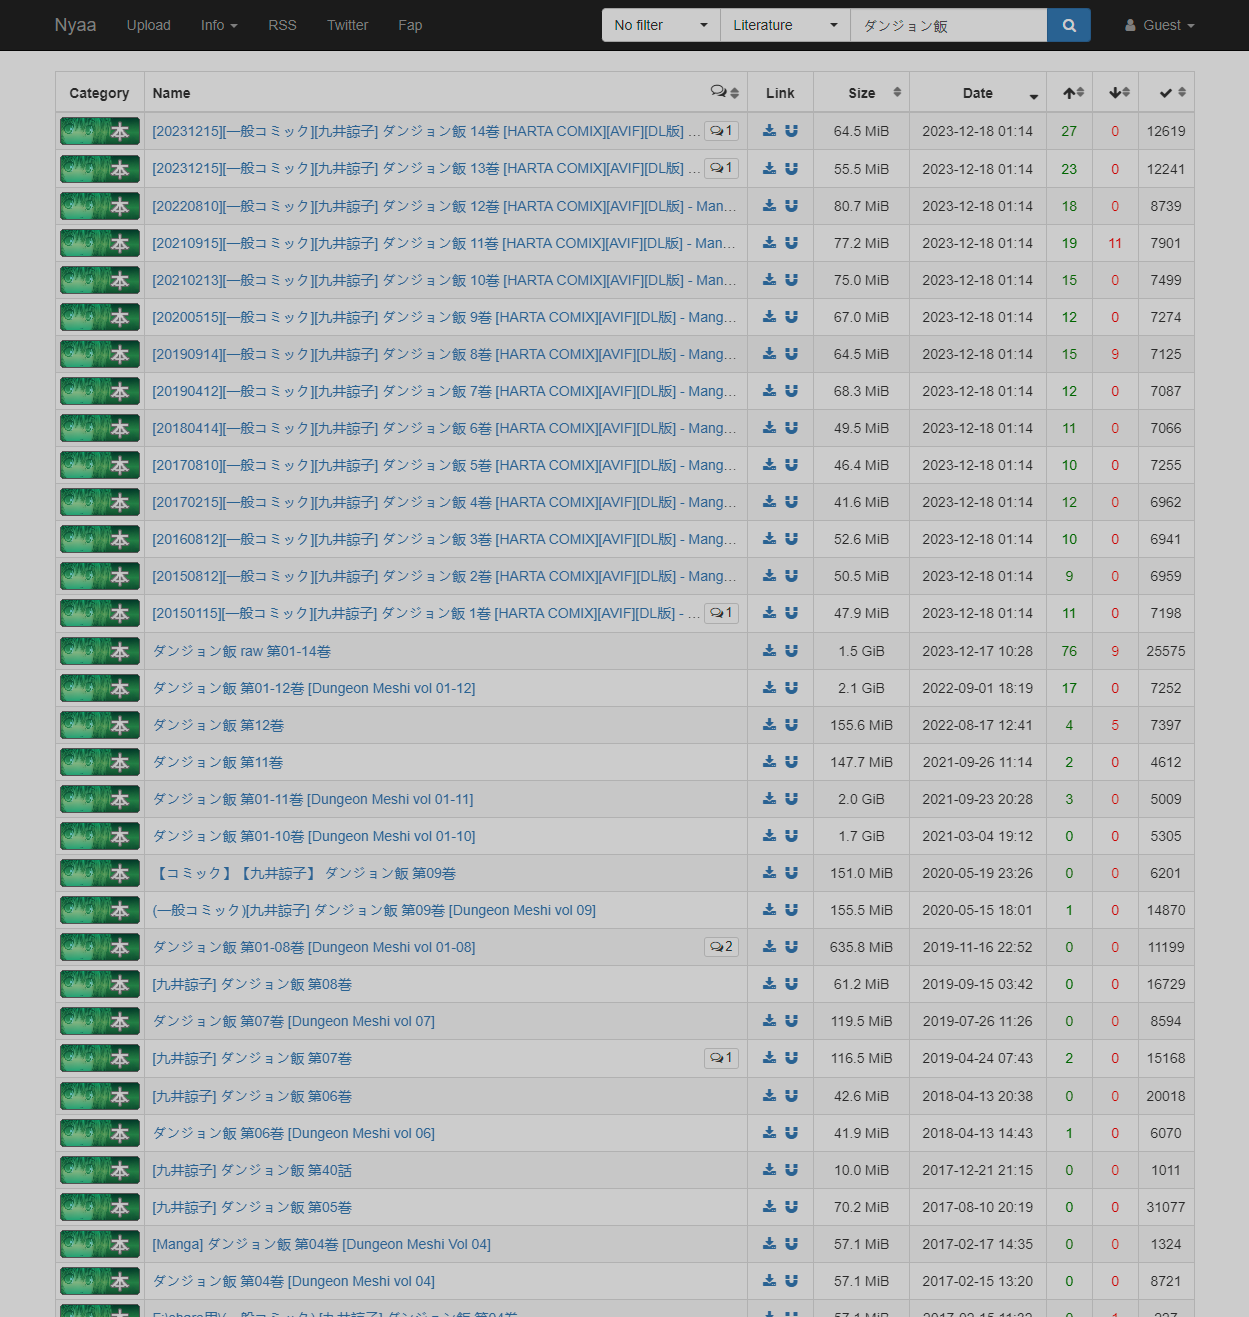 Nyaa Upload Info RSS Twitter Fap No filter Literature ダンジョン飯 Guest
Category Name Link Size Date
本 [20231215][一般コミック][九井諒子] ダンジョン飯 14巻 [HARTA COMIX][AVIF][DL版] ... 1 64.5 MiB 2023-12-18 01:14 27 0 12619
本 [20231215][一般コミック][九井諒子] ダンジョン飯 13巻 [HARTA COMIX][AVIF][DL版] ... 1 55.5 MiB 2023-12-18 01:14 23 0 12241
本 [20220810][一般コミック][九井諒子] ダンジョン飯 12巻 [HARTA COMIX][AVIF][DL版] - Man... 80.7 MiB 2023-12-18 01:14 18 0 8739
本 [20210915][一般コミック][九井諒子] ダンジョン飯 11巻 [HARTA COMIX][AVIF][DL版] - Man... 77.2 MiB 2023-12-18 01:14 19 11 7901
本 [20210213][一般コミック][九井諒子] ダンジョン飯 10巻 [HARTA COMIX][AVIF][DL版] - Man... 75.0 MiB 2023-12-18 01:14 15 0 7499
本 [20200515][一般コミック][九井諒子] ダンジョン飯 9巻 [HARTA COMIX][AVIF][DL版] - Mang... 67.0 MiB 2023-12-18 01:14 12 0 7274
本 [20190914][一般コミック][九井諒子] ダンジョン飯 8巻 [HARTA COMIX][AVIF][DL版] - Mang... 64.5 MiB 2023-12-18 01:14 15 9 7125
本 [20190412][一般コミック][九井諒子] ダンジョン飯 7巻 [HARTA COMIX][AVIF][DL版] - Mang... 68.3 MiB 2023-12-18 01:14 12 0 7087
本 [20180414][一般コミック][九井諒子] ダンジョン飯 6巻 [HARTA COMIX][AVIF][DL版] - Mang... 49.5 MiB 2023-12-18 01:14 11 0 7066
本 [20170810][一般コミック][九井諒子] ダンジョン飯 5巻 [HARTA COMIX][AVIF][DL版] - Mang... 46.4 MiB 2023-12-18 01:14 10 0 7255
本 [20170215][一般コミック][九井諒子] ダンジョン飯 4巻 [HARTA COMIX][AVIF][DL版] - Mang... 41.6 MiB 2023-12-18 01:14 12 0 6962
本 [20160812][一般コミック][九井諒子] ダンジョン飯 3巻 [HARTA COMIX][AVIF][DL版] - Mang... 52.6 MiB 2023-12-18 01:14 10 0 6941
本 [20150812][一般コミック][九井諒子] ダンジョン飯 2巻 [HARTA COMIX][AVIF][DL版] - Mang... 50.5 MiB 2023-12-18 01:14 9 0 6959
本 [20150115][一般コミック][九井諒子] ダンジョン飯 1巻 [HARTA COMIX][AVIF][DL版] - ... 1 47.9 MiB 2023-12-18 01:14 11 0 7198
本 ダンジョン飯 raw 第01-14巻 1.5 GiB 2023-12-17 10:28 76 9 25575
本 ダンジョン飯 第01-12巻 [Dungeon Meshi vol 01-12] 2.1 GiB 2022-09-01 18:19 17 0 7252
本 ダンジョン飯 第12巻 155.6 MiB 2022-08-17 12:41 4 5 7397
本 ダンジョン飯 第11巻 147.7 MiB 2021-09-26 11:14 2 0 4612
本 ダンジョン飯 第01-11巻 [Dungeon Meshi vol 01-11] 2.0 GiB 2021-09-23 20:28 3 0 5009
本 ダンジョン飯 第01-10巻 [Dungeon Meshi vol 01-10] 1.7 GiB 2021-03-04 19:12 0 0 5305
本 【コミック】【九井諒子】 ダンジョン飯 第09巻 151.0 MiB 2020-05-19 23:26 0 0 6201
本 (一般コミック)[九井諒子] ダンジョン飯 第09巻 [Dungeon Meshi vol 09] 155.5 MiB 2020-05-15 18:01 1 0 14870
本 ダンジョン飯 第01-08巻 [Dungeon Meshi vol 01-08] 2 635.8 MiB 2019-11-16 22:52 0 0 11199
本 [九井諒子] ダンジョン飯 第08巻 61.2 MiB 2019-09-15 03:42 0 0 16729
本 ダンジョン飯 第07巻 [Dungeon Meshi vol 07] 119.5 MiB 2019-07-26 11:26 0 0 8594
本 [九井諒子] ダンジョン飯 第07巻 1 116.5 MiB 2019-04-24 07:43 2 0 15168
本 [九井諒子] ダンジョン飯 第06巻 42.6 MiB 2018-04-13 20:38 0 0 20018
本 ダンジョン飯 第06巻 [Dungeon Meshi vol 06] 41.9 MiB 2018-04-13 14:43 1 0 6070
本 [九井諒子] ダンジョン飯 第40話 10.0 MiB 2017-12-21 21:15 0 0 1011
本 [九井諒子] ダンジョン飯 第05巻 70.2 MiB 2017-08-10 20:19 0 0 31077
本 [Manga] ダンジョン飯 第04巻 [Dungeon Meshi Vol 04] 57.1 MiB 2017-02-17 14:35 0 0 1324
本 ダンジョン飯 第04巻 [Dungeon Meshi vol 04] 57.1 MiB 2017-02-15 13:20 0 0 8721